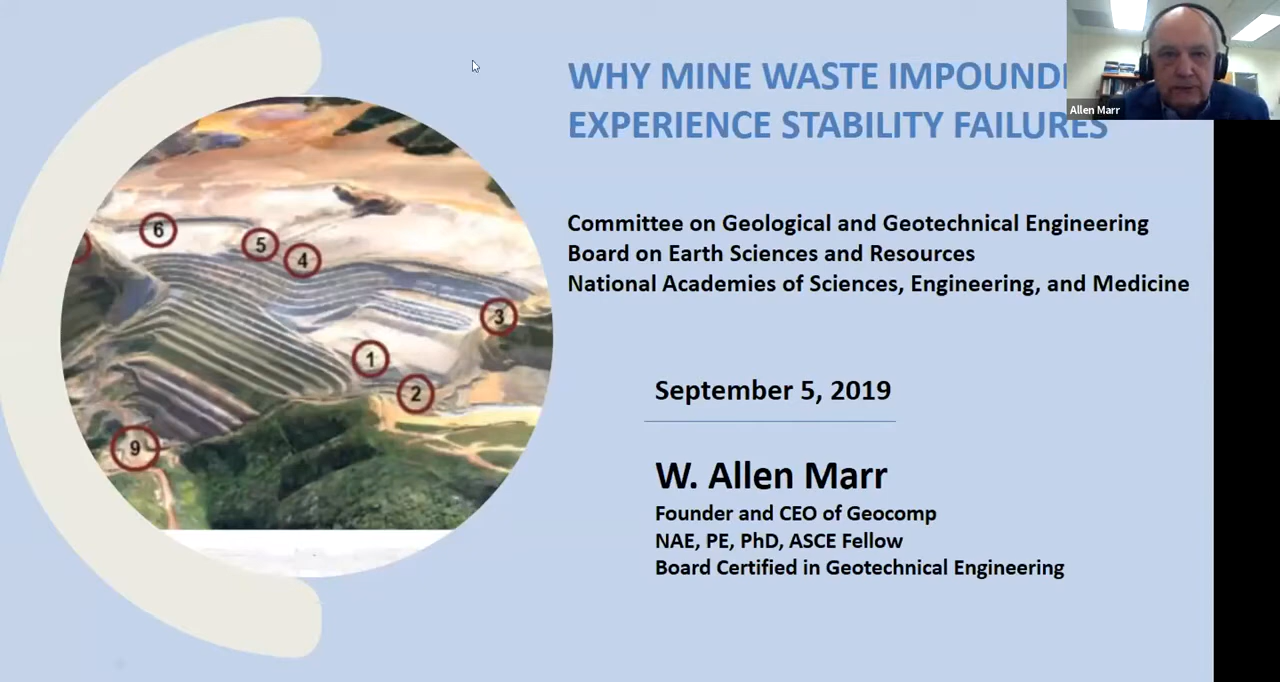 WHY MINE WASTE IMPOUND
EXPERIENCE STABILITY FAILURES
Allen Marr
Committee on Geological and Geotechnical Engineering
Board on Earth Sciences and Resources
National Academies of Sciences, Engineering, and Medicine
6
5
4
3
1
2
9
September 5, 2019
W. Allen Marr
Founder and CEO of Geocomp
NAE, PE, PhD, ASCE Fellow
Board Certified in Geotechnical Engineering